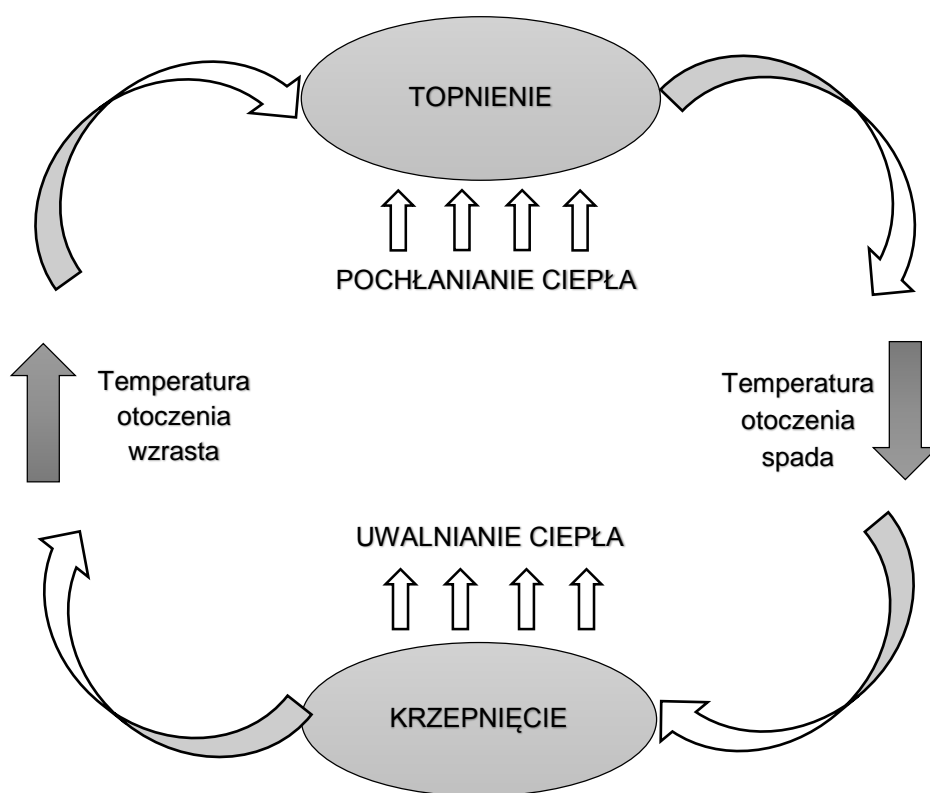 TOPNIENIE
POCHŁANIANIE CIEPŁA
Temperatura
otoczenia
wzrasta
Temperatura
otoczenia
spada
UWALNIANIE CIEPŁA
KRZEPNIĘCIE